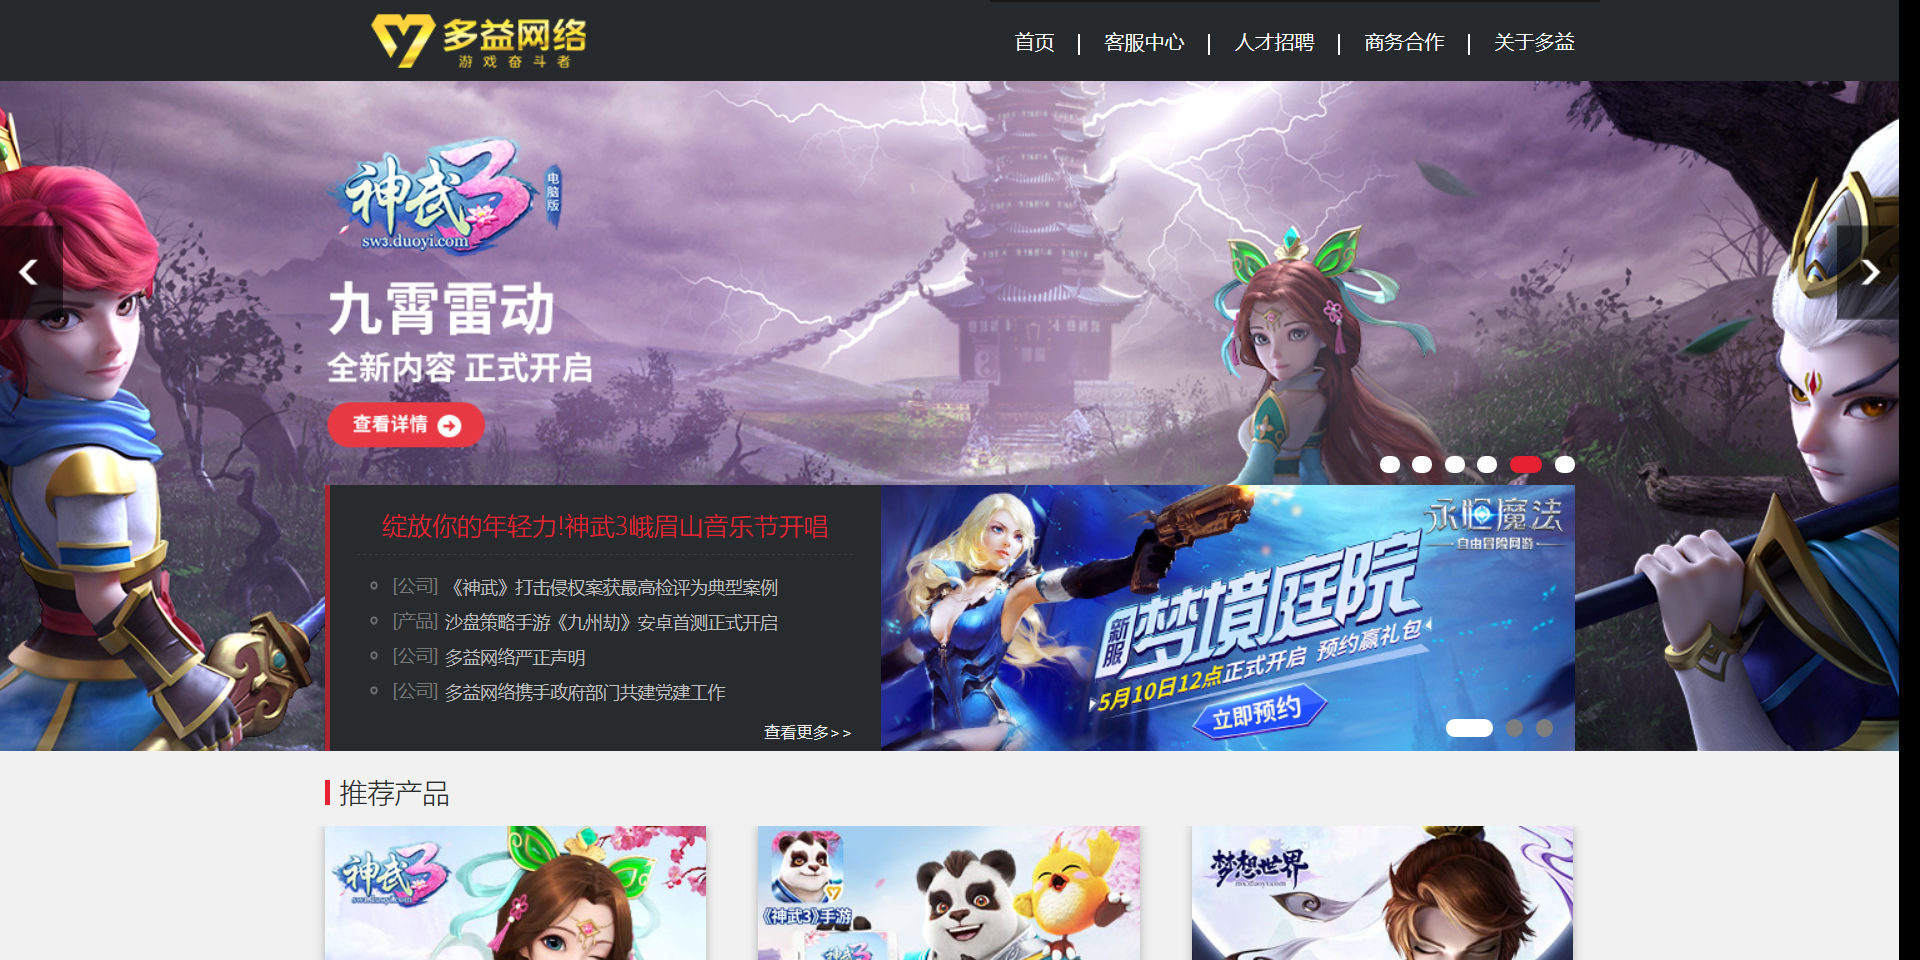 多益网络
游戏奋斗者
首页
客服中心
人才招聘
商务合作
关于多益
神武3
电脑版
sw3.duoyi.com
九霄雷动
全新内容 正式开启
查看详情
绽放你的年轻力!神武3峨眉山音乐节开唱
[公司] 《神武》打击侵权案获最高检评为典型案例
[产品] 沙盘策略手游《九州劫》安卓首测正式开启
[公司] 多益网络严正声明
[公司] 多益网络携手政府部门共建党建工作
查看更多>>
永恒魔法
自由冒险网游
新服
梦境庭院
5月10日12点正式开启 预约赢礼包
立即预约
推荐产品
神武3
sw3.duoyi.com
《神武3》手游
神武3
梦想世界
mx.duoyi.com